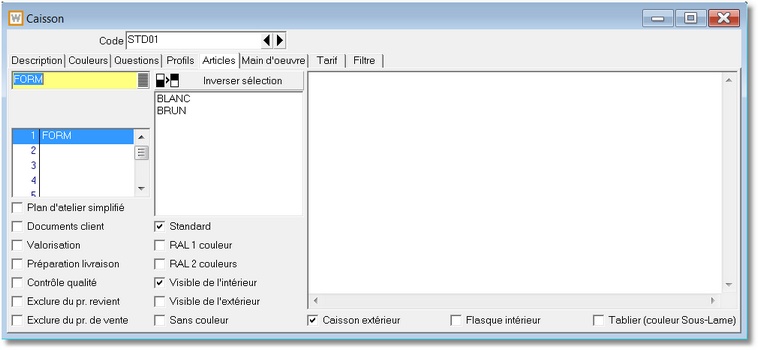 Caisson
Code STD01
Description Couleurs Questions Profils Articles Main d'oeuvre Tarif Filtre
FORM Inverser sélection
BLANC
BRUN
1 FORM
2
3
4
5
Plan d'atelier simplifié
Documents client Standard
Valorisation RAL 1 couleur
Préparation livraison RAL 2 couleurs
Contrôle qualité Visible de l'intérieur
Exclure du pr. revient Visible de l'extérieur
Exclure du pr. de vente Sans couleur Caisson extérieur Flasque intérieur Tablier (couleur Sous-Lame)